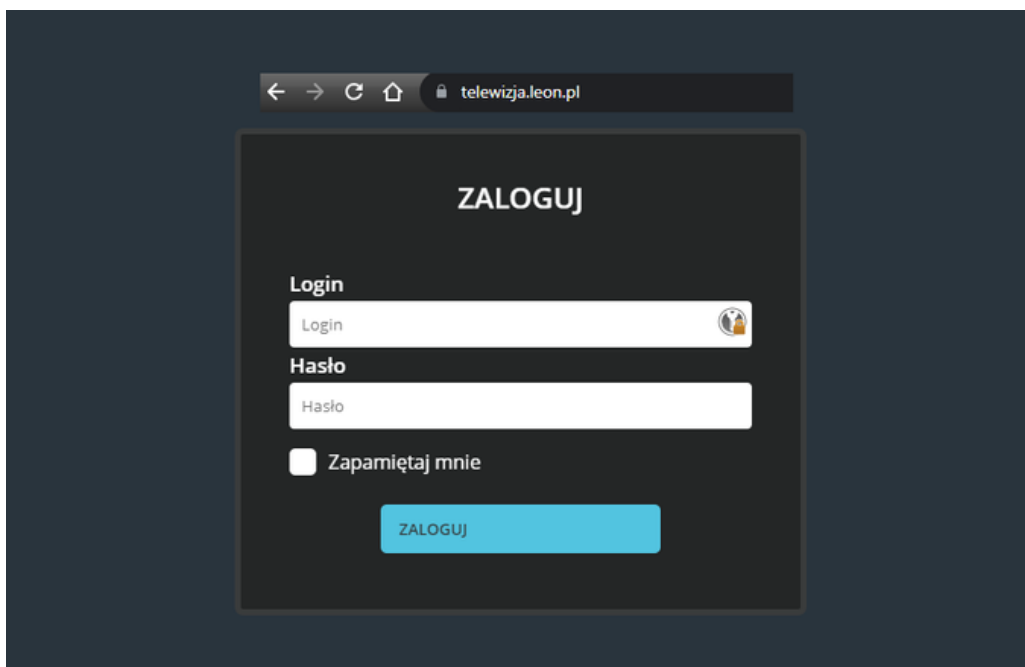 telewizja.leon.pl
ZALOGUJ
Login
Login
Hasło
Hasło
Zapamiętaj mnie
ZALOGUJ